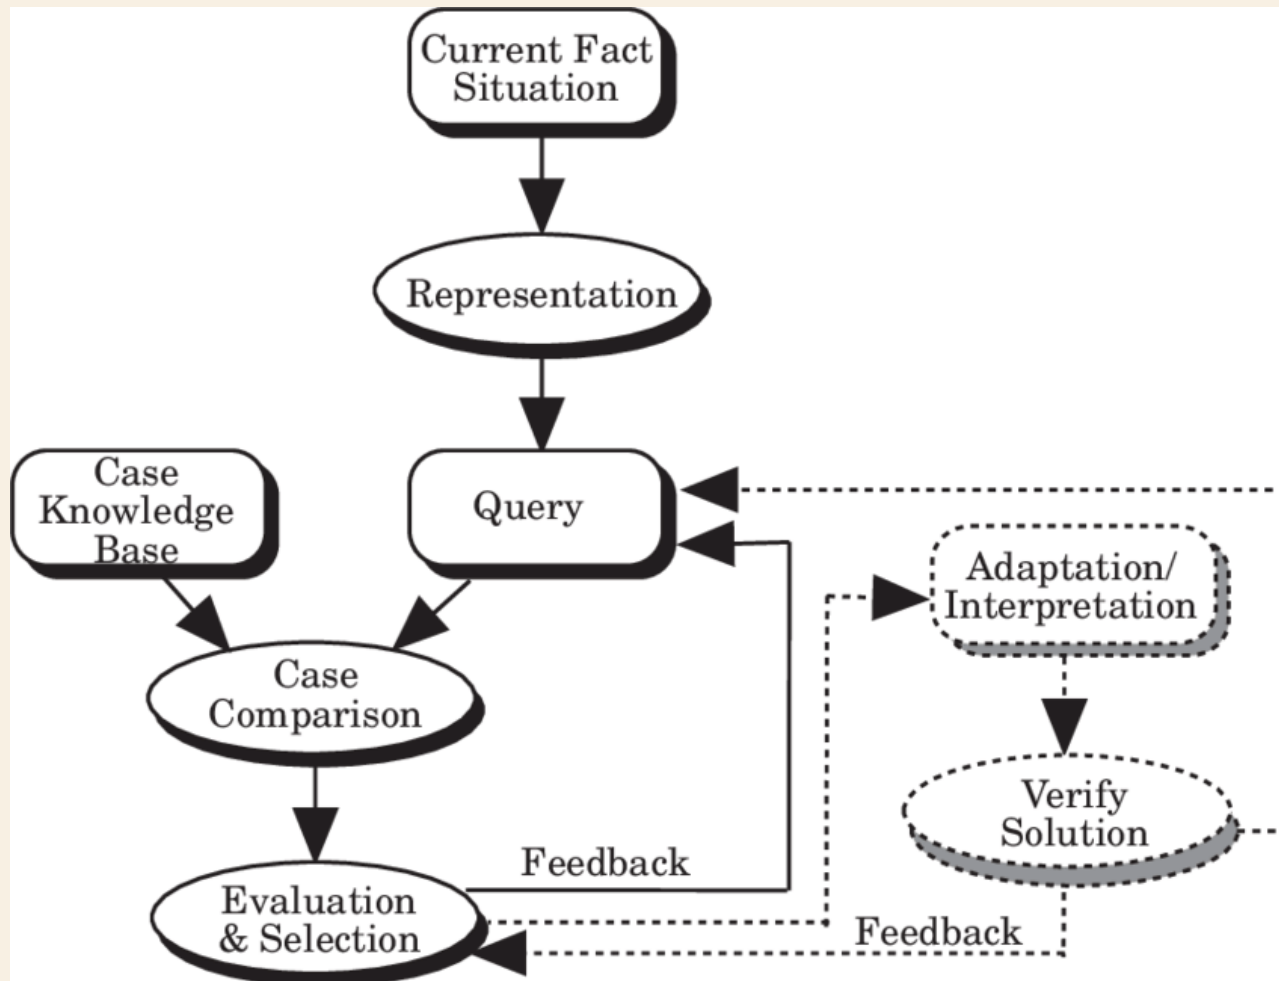 Current Fact
Situation
Representation
Case
Knowledge
Base
Query
Adaptation/
Interpretation
Case
Comparison
Verify
Solution
Feedback
Evaluation
& Selection
Feedback